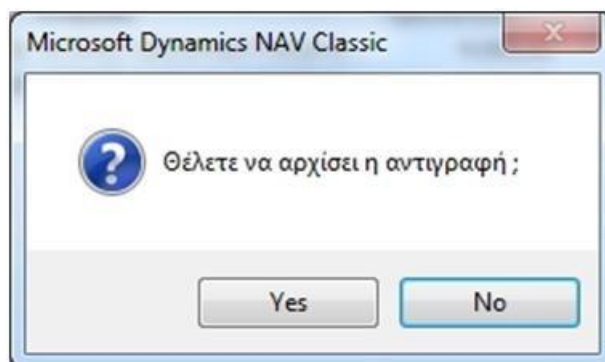 Microsoft Dynamics NAV Classic
Θέλετε να αρχίσει η αντιγραφή ;
Yes No